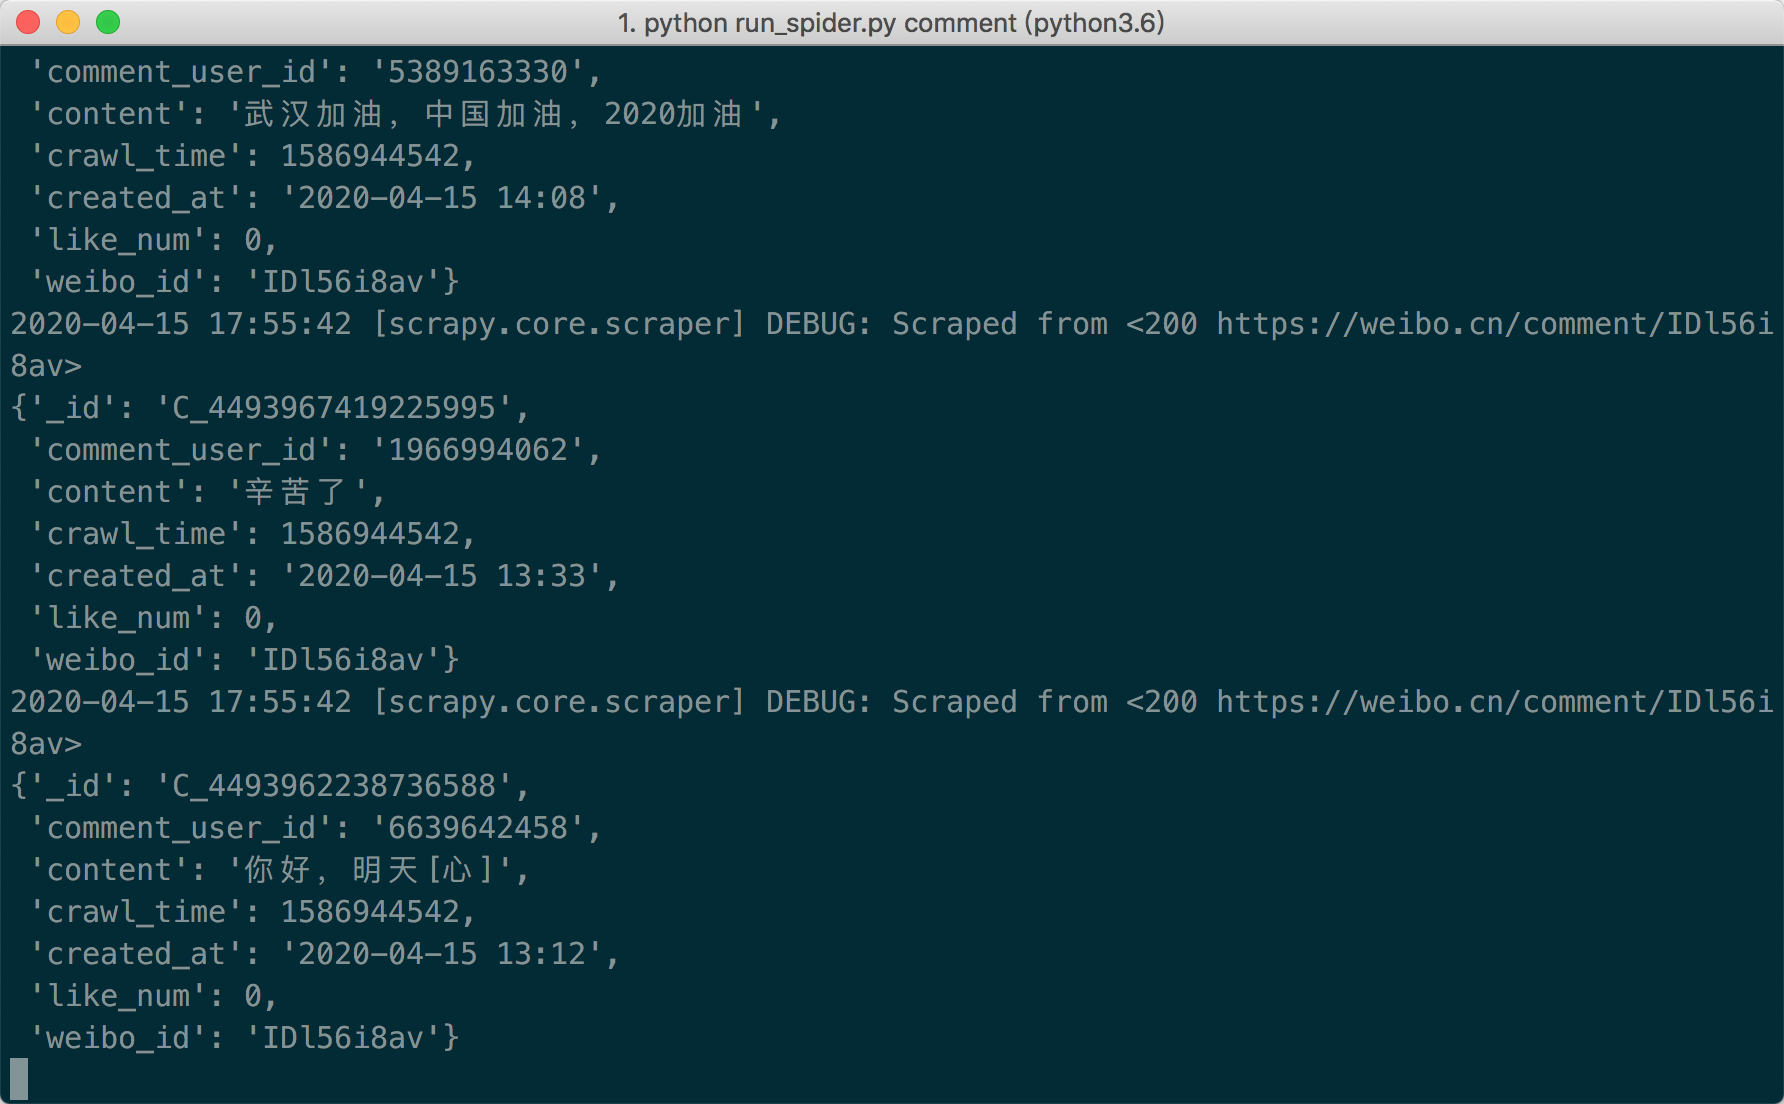 1. python run_spider.py comment (python3.6)
'comment_user_id': '5389163330',
'content': '武汉加油，中国加油，2020加油',
'crawl_time': 1586944542,
'created_at': '2020-04-15 14:08',
'like_num': 0,
'weibo_id': 'IDl56i8av'}
2020-04-15 17:55:42 [scrapy.core.scraper] DEBUG: Scraped from <200 https://weibo.cn/comment/IDl56i
8av>
{'_id': 'C_4493967419225995',
'comment_user_id': '1966994062',
'content': '辛苦了',
'crawl_time': 1586944542,
'created_at': '2020-04-15 13:33',
'like_num': 0,
'weibo_id': 'IDl56i8av'}
2020-04-15 17:55:42 [scrapy.core.scraper] DEBUG: Scraped from <200 https://weibo.cn/comment/IDl56i
8av>
{'_id': 'C_4493962238736588',
'comment_user_id': '6639642458',
'content': '你好，明天[心]',
'crawl_time': 1586944542,
'created_at': '2020-04-15 13:12',
'like_num': 0,
'weibo_id': 'IDl56i8av'}